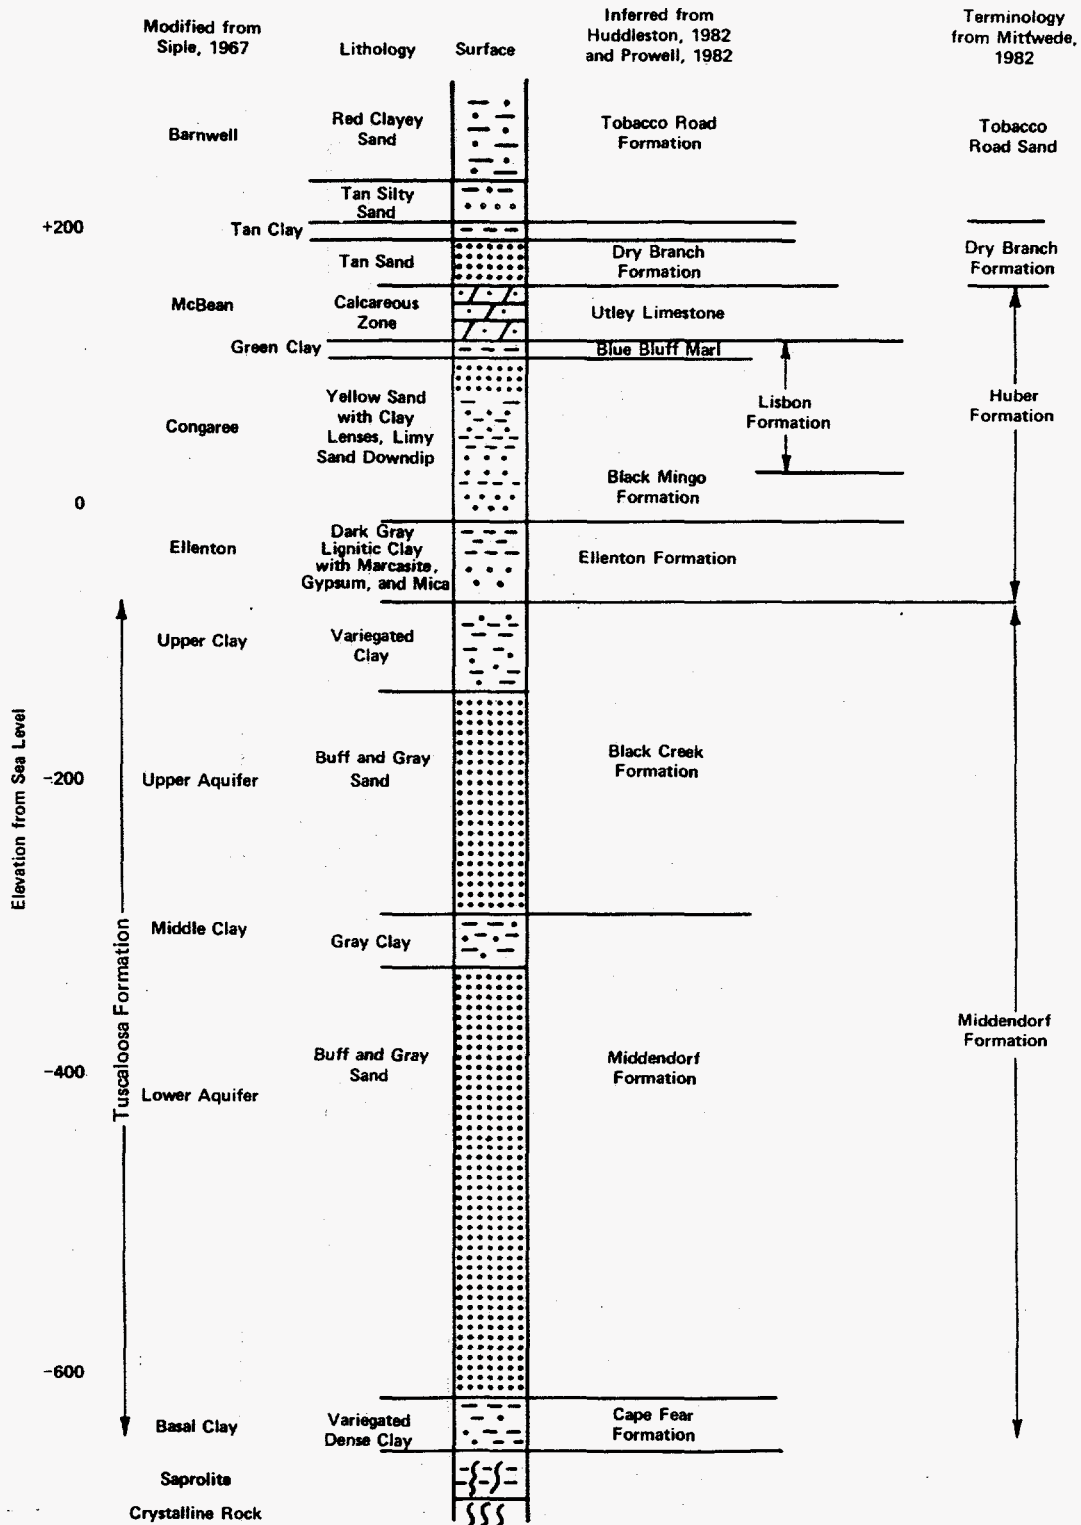 Modified from
Siple, 1967
Lithology
Surface
Inferred from
Huddleston, 1982
and Prowell, 1982
Terminology
from Mittwede,
1982
Barnwell
Red Clayey
Sand
Tobacco Road
Formation
Tobacco
Road Sand
Tan Silty
Sand
+200
Tan Clay
Tan Sand
Dry Branch
Formation
Dry Branch
Formation
McBean
Calcareous
Zone
Utley Limestone
Green Clay
Blue Bluff Marl
Congaree
Yellow Sand
with Clay
Lenses, Limy
Sand Downdip
Lisbon
Formation
Huber
Formation
Black Mingo
Formation
0
Ellenton
Dark Gray
Lignitic Clay
with Marcasite,
Gypsum, and Mica
Ellenton Formation
Upper Clay
Variegated
Clay
Elevation from Sea Level
-200
Upper Aquifer
Buff and Gray
Sand
Black Creek
Formation
Tuscaloosa Formation
Middle Clay
Gray Clay
-400
Lower Aquifer
Buff and Gray
Sand
Middendorf
Formation
Middendorf
Formation
-600
Basal Clay
Variegated
Dense Clay
Cape Fear
Formation
Saprolite
Crystalline Rock